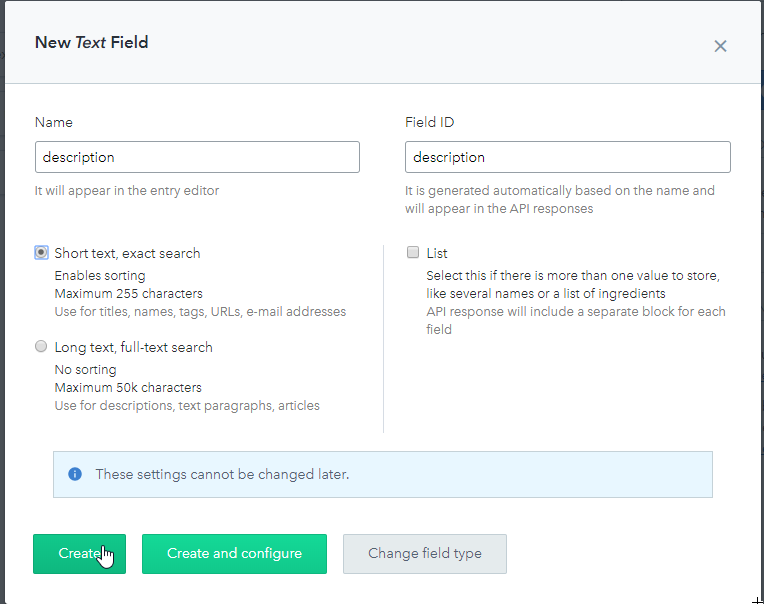 New Text Field
Name
description
It will appear in the entry editor
Field ID
description
It is generated automatically based on the name and
will appear in the API responses
Short text, exact search
Enables sorting
Maximum 255 characters
Use for titles, names, tags, URLs, e-mail addresses
Long text, full-text search
No sorting
Maximum 50k characters
Use for descriptions, text paragraphs, articles
List
Select this if there is more than one value to store,
like several names or a list of ingredients
API response will include a separate block for each
field
These settings cannot be changed later.
Create
Create and configure
Change field type